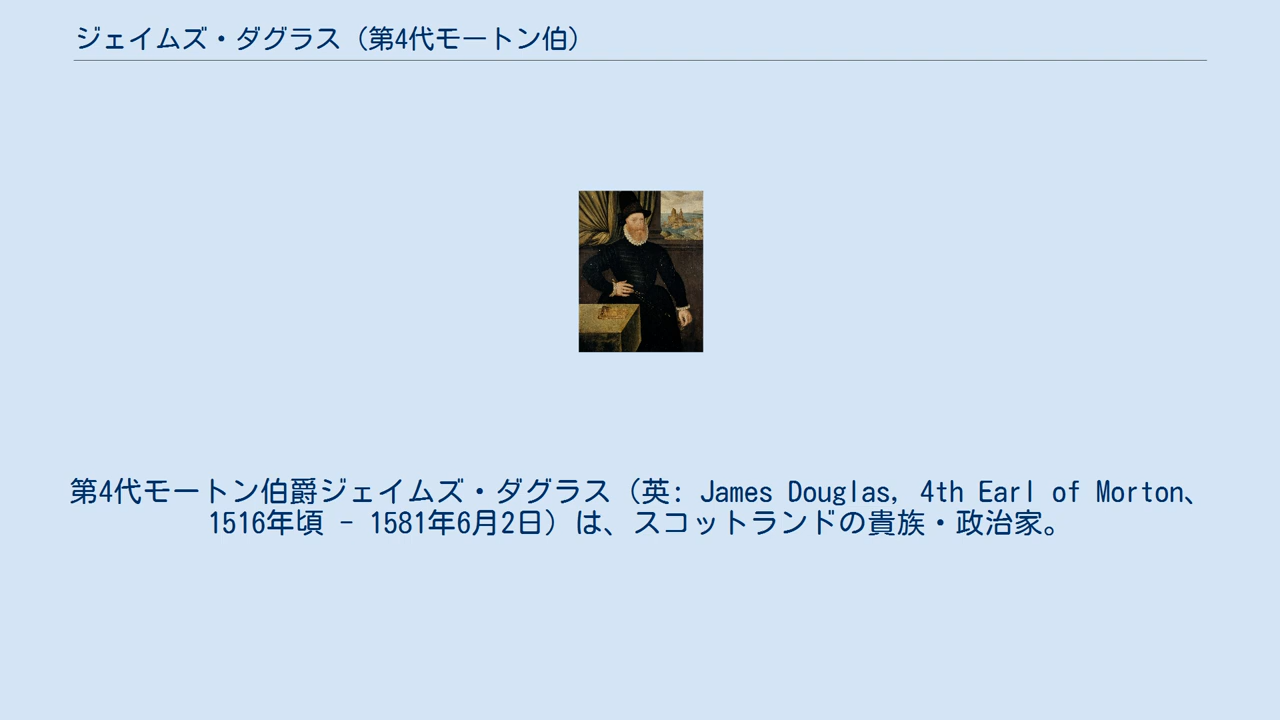 ジェイムズ・ダグラス（第4代モートン伯）
第4代モートン伯爵ジェイムズ・ダグラス（英: James Douglas, 4th Earl of Morton、
1516年頃 - 1581年6月2日）は、スコットランドの貴族・政治家。